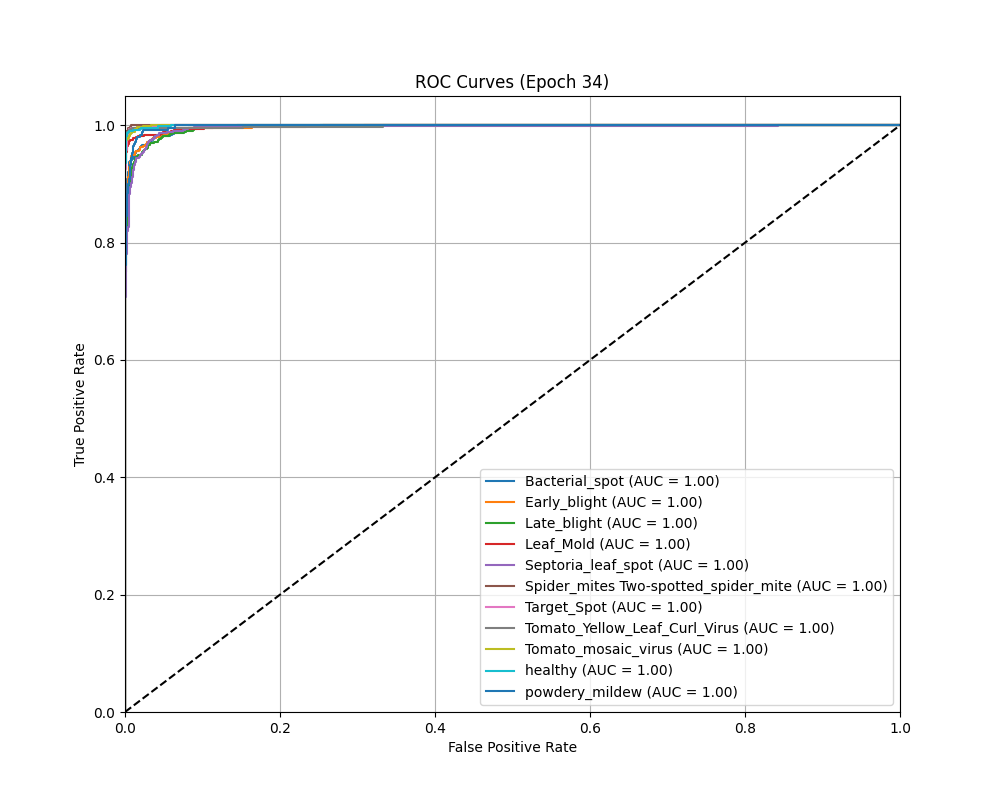 ROC Curves (Epoch 34)
True Positive Rate
1.0
0.8
0.6
0.4
0.2
0.0
Bacterial_spot (AUC = 1.00)
Early_blight (AUC = 1.00)
Late_blight (AUC = 1.00)
Leaf_Mold (AUC = 1.00)
Septoria_leaf_spot (AUC = 1.00)
Spider_mites Two-spotted_spider_mite (AUC = 1.00)
Target_Spot (AUC = 1.00)
Tomato_Yellow_Leaf_Curl_Virus (AUC = 1.00)
Tomato_mosaic_virus (AUC = 1.00)
healthy (AUC = 1.00)
powdery_mildew (AUC = 1.00)
0.0 0.2 0.4 0.6 0.8 1.0
False Positive Rate